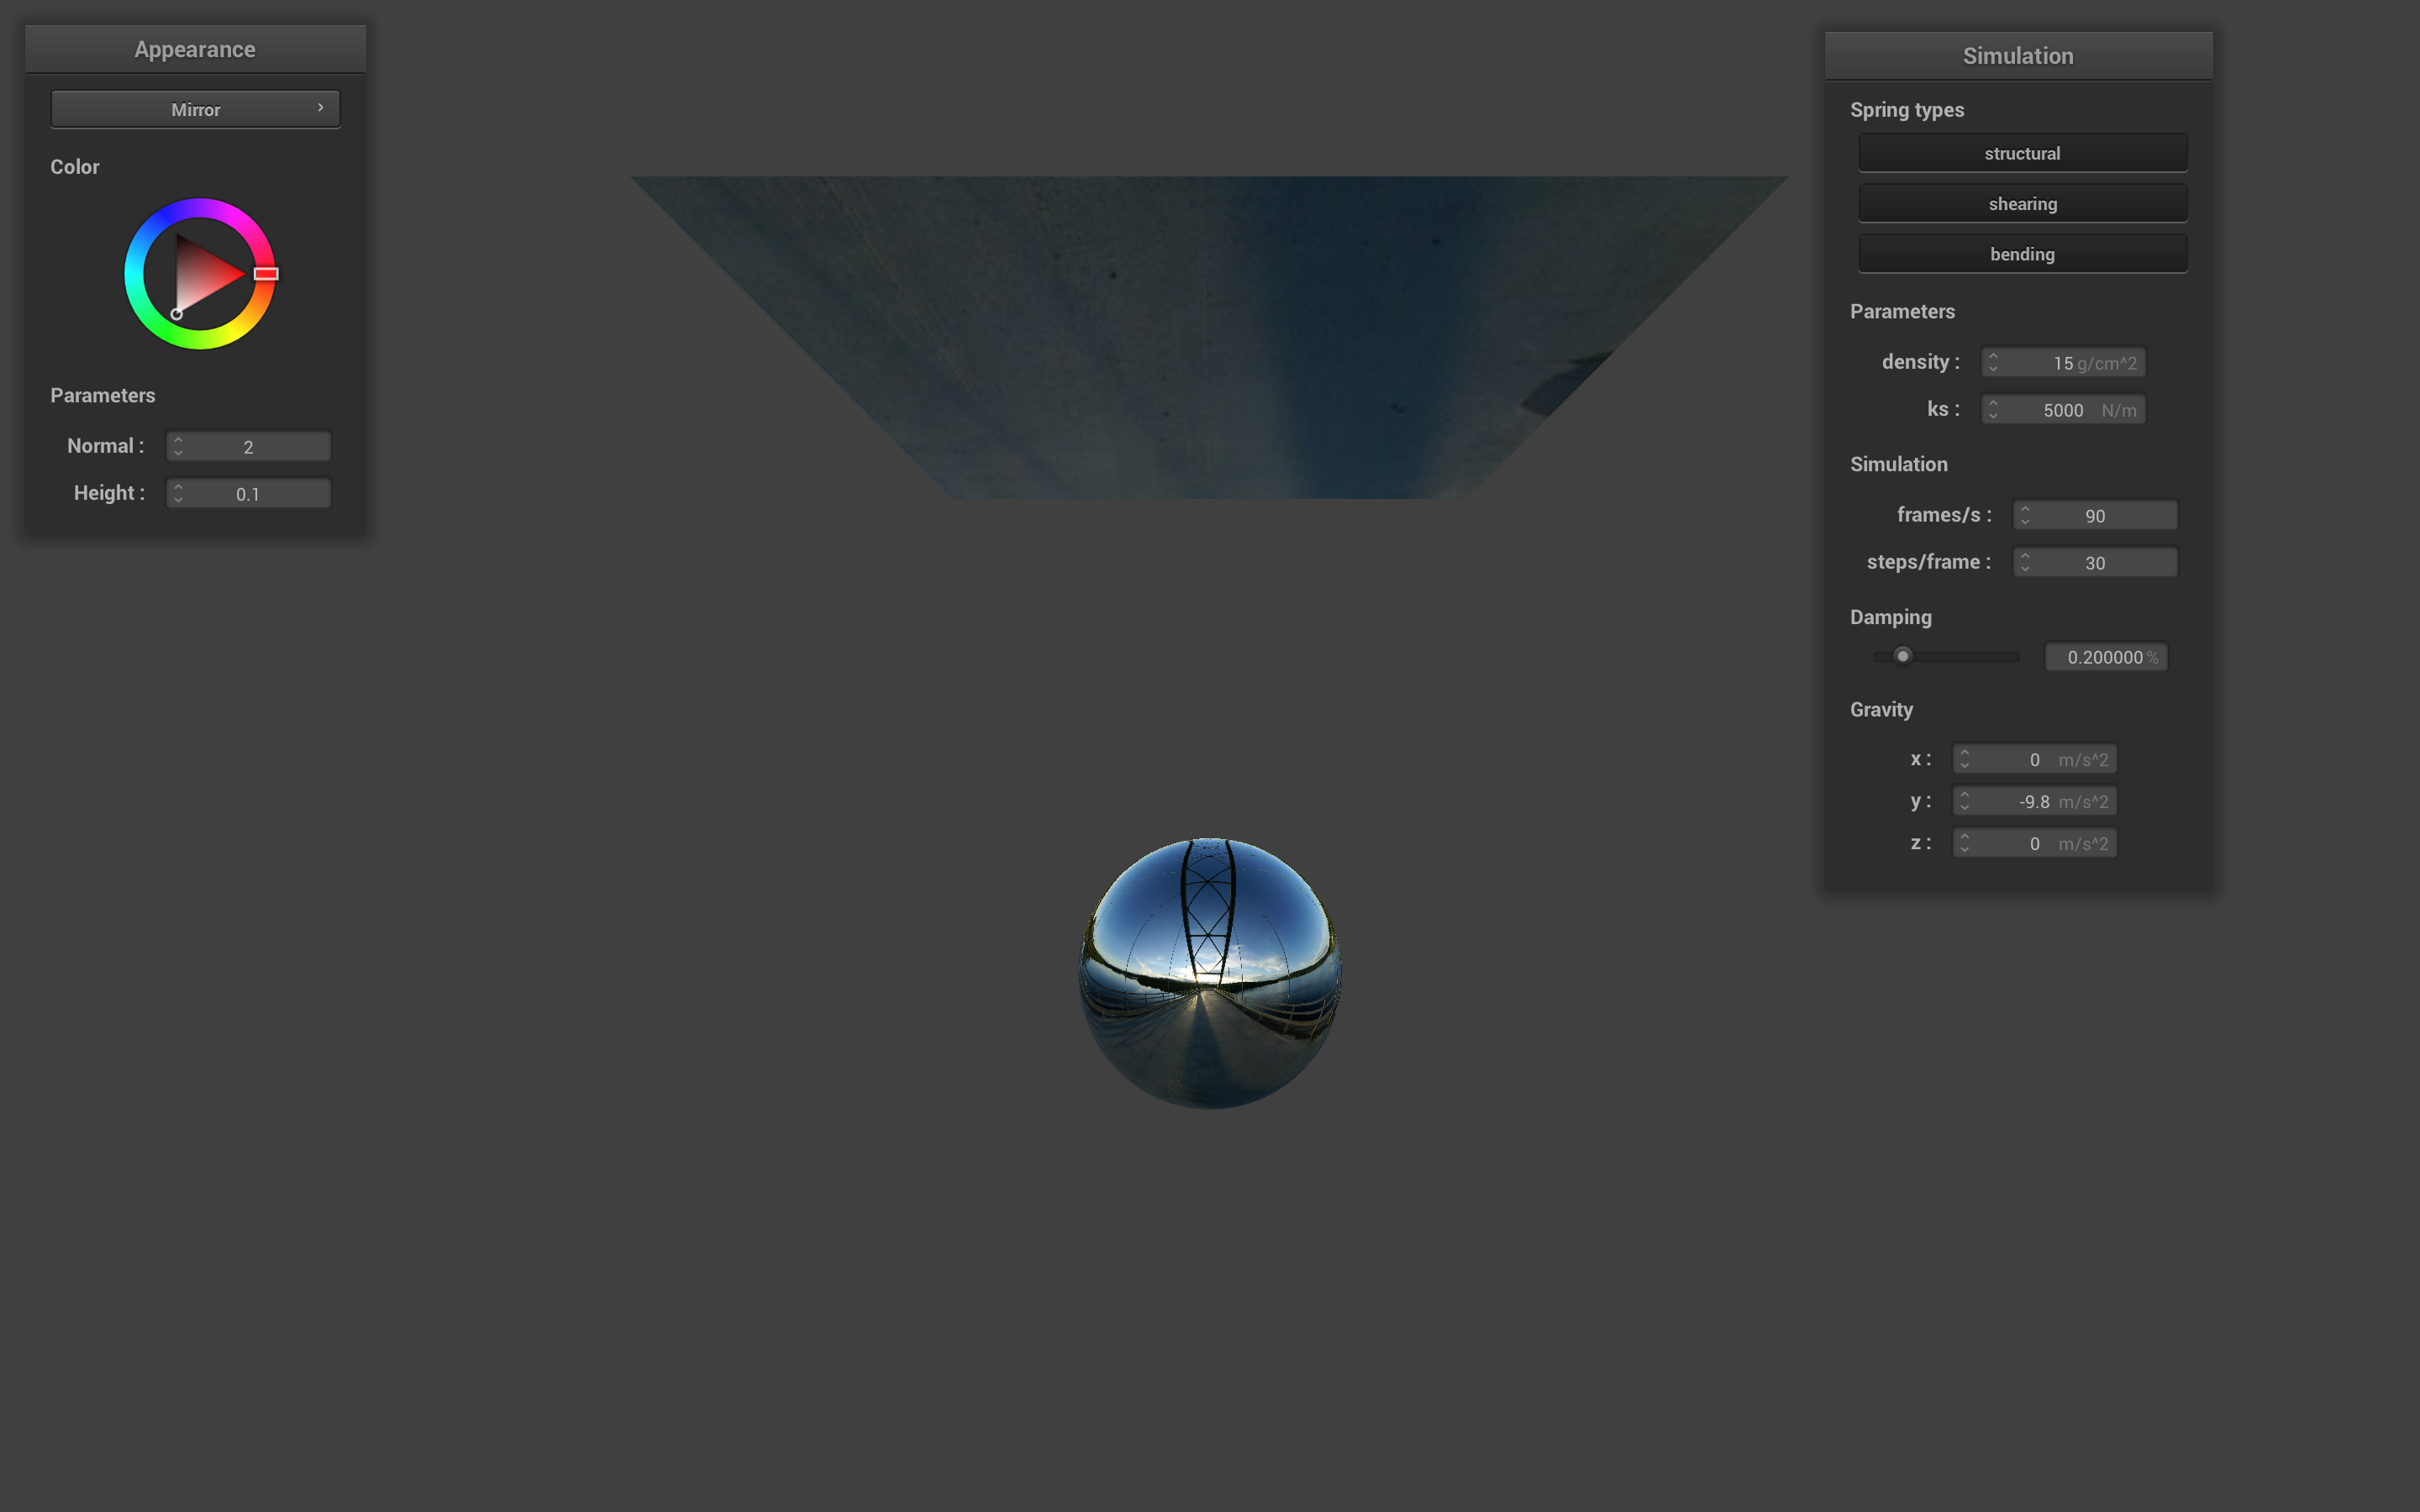 Appearance
Mirror
Color
Parameters
Normal : 2
Height : 0.1
Simulation
Spring types
structural
shearing
bending
Parameters
density : 15 g/cm^2
ks : 5000 N/m
Simulation
frames/s : 90
steps/frame : 30
Damping
0.200000 %
Gravity
x : 0 m/s^2
y : -9.8 m/s^2
z : 0 m/s^2